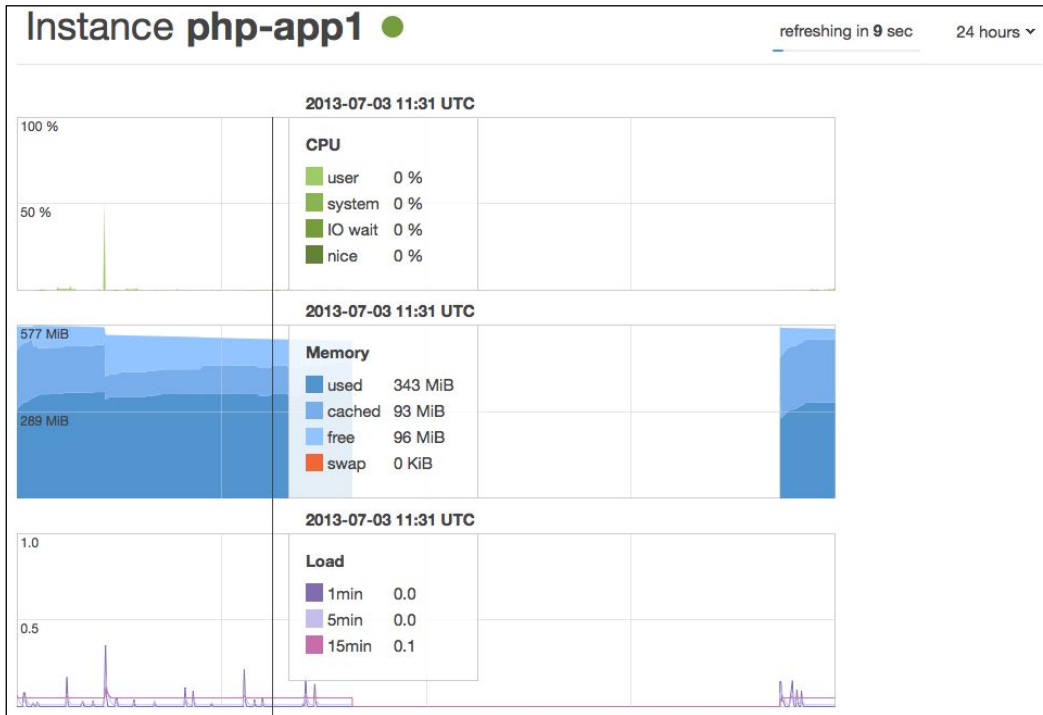 Instance php-app1
refreshing in 9 sec
24 hours
2013-07-03 11:31 UTC
100 %
50 %
CPU
user 0 %
system 0 %
IO wait 0 %
nice 0 %
2013-07-03 11:31 UTC
577 MiB
289 MiB
Memory
used 343 MiB
cached 93 MiB
free 96 MiB
swap 0 KiB
2013-07-03 11:31 UTC
1.0
0.5
Load
1min 0.0
5min 0.0
15min 0.1